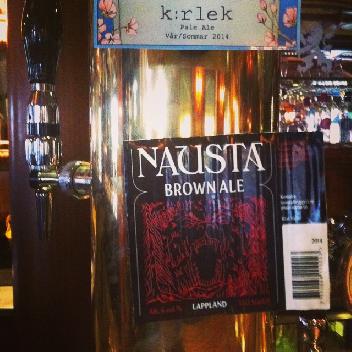 k:rlek
Pale Ale
Vår/Sommar 2014
NAUSTA
BROWN ALE
LAPPLAND
2014